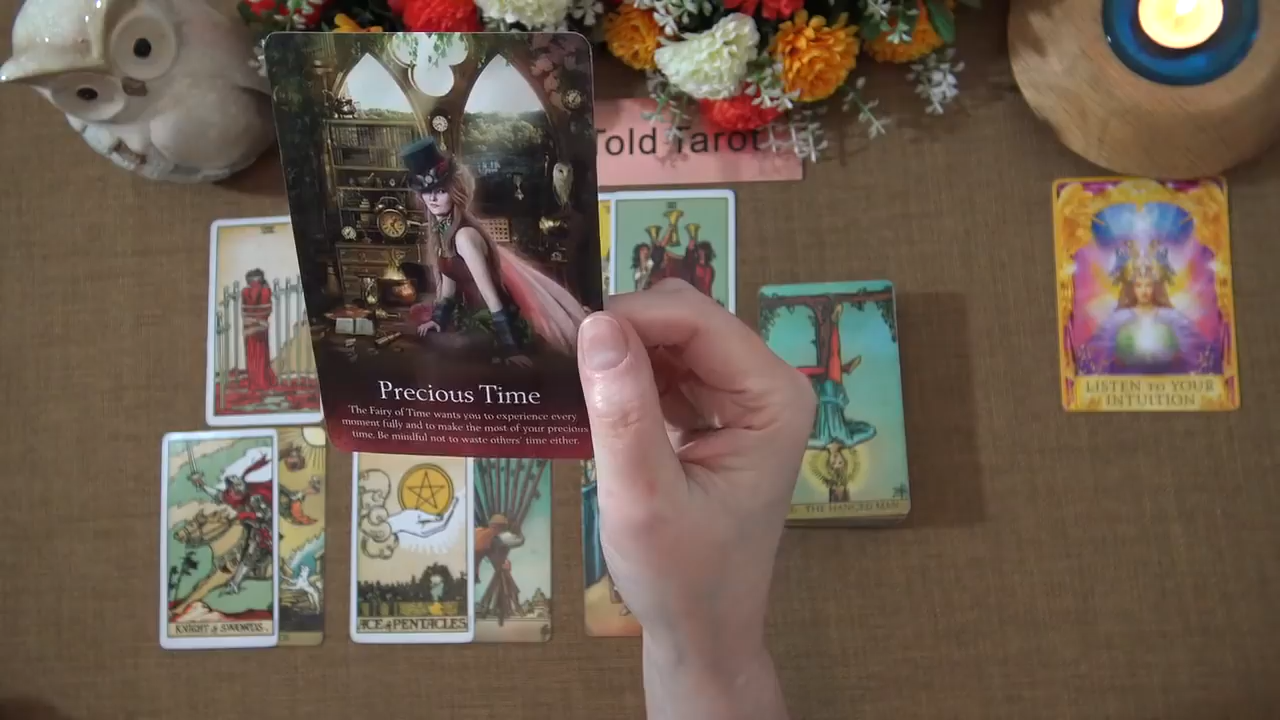 Told Tarot
Precious Time
The Fairy of Time wants you to experience every
moment fully and to make the most of your precious
time. Be mindful not to waste others' time either.
LISTEN TO YOUR
INTUITION
THE HANGED MAN
KNIGHT of SWORDS.
ACE of PENTACLES.